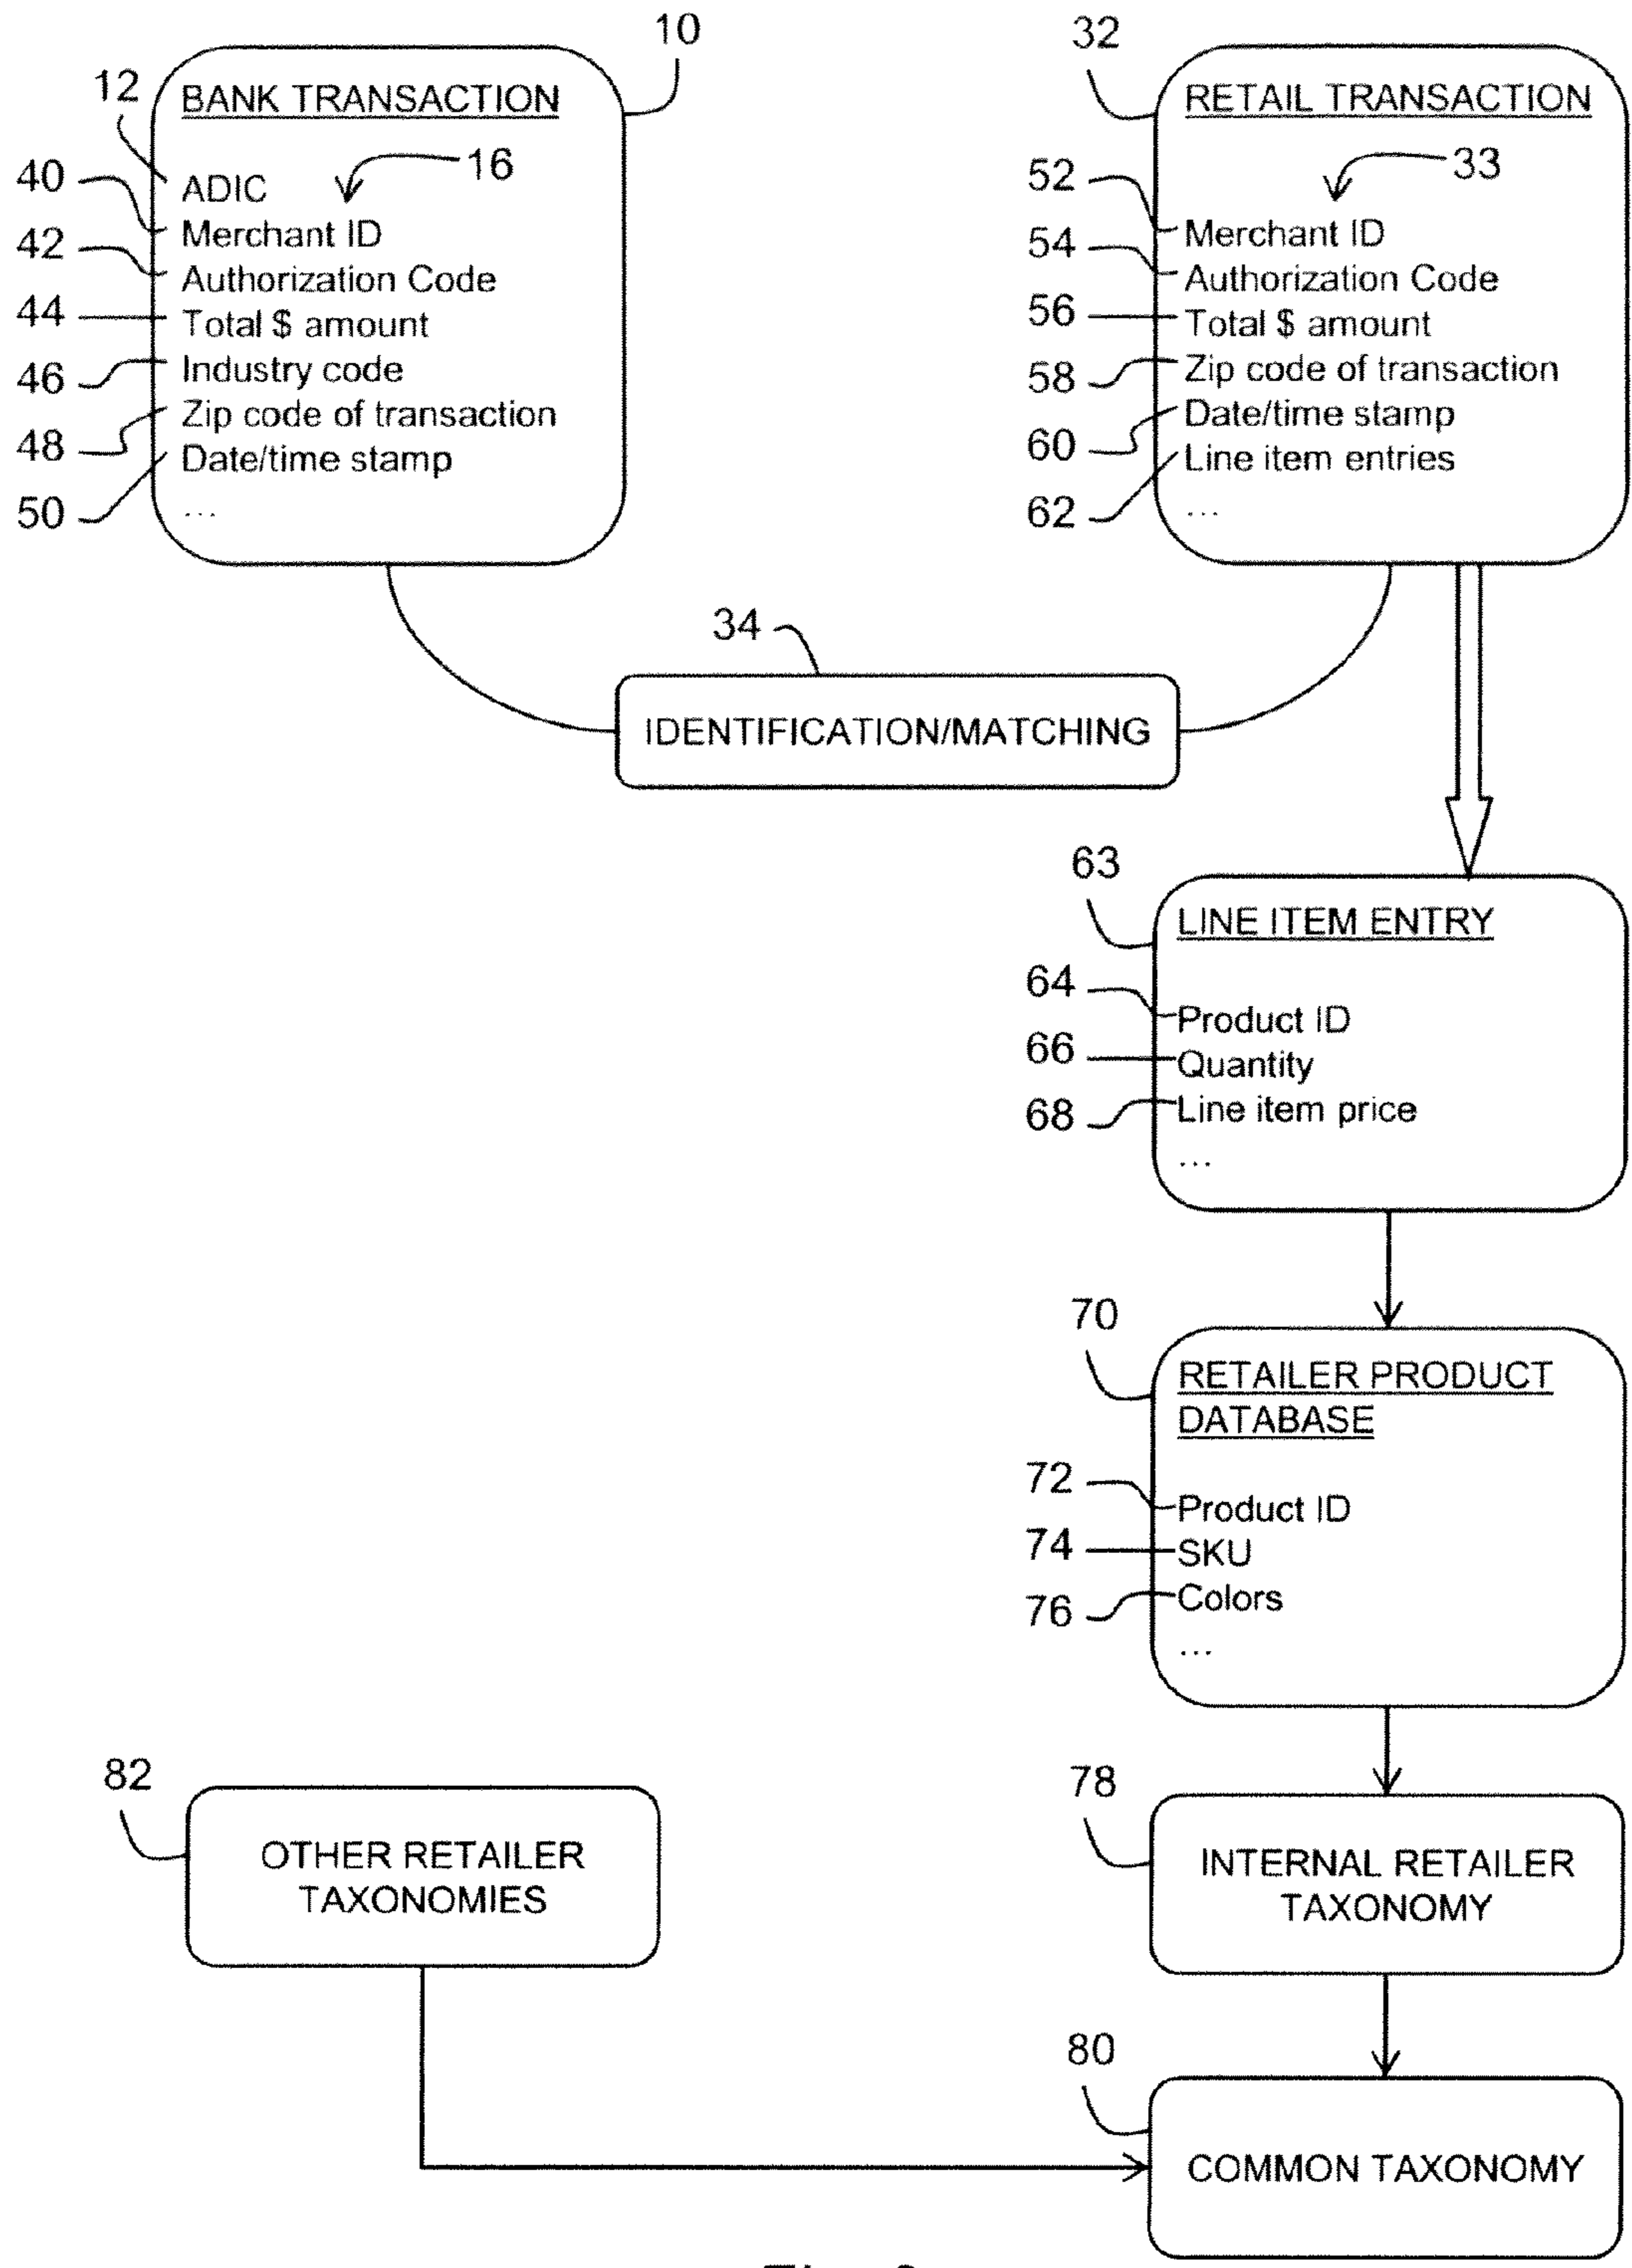 10
12
BANK TRANSACTION
16
40
ADIC
Merchant ID
42
Authorization Code
44
Total $ amount
46
Industry code
48
Zip code of transaction
50
Date/time stamp
...
32
RETAIL TRANSACTION
33
52
Merchant ID
54
Authorization Code
56
Total $ amount
58
Zip code of transaction
60
Date/time stamp
62
Line item entries
...
34
IDENTIFICATION/MATCHING
63
LINE ITEM ENTRY
64
Product ID
66
Quantity
68
Line item price
...
70
RETAILER PRODUCT
DATABASE
72
Product ID
74
SKU
76
Colors
...
82
OTHER RETAILER
TAXONOMIES
78
INTERNAL RETAILER
TAXONOMY
80
COMMON TAXONOMY